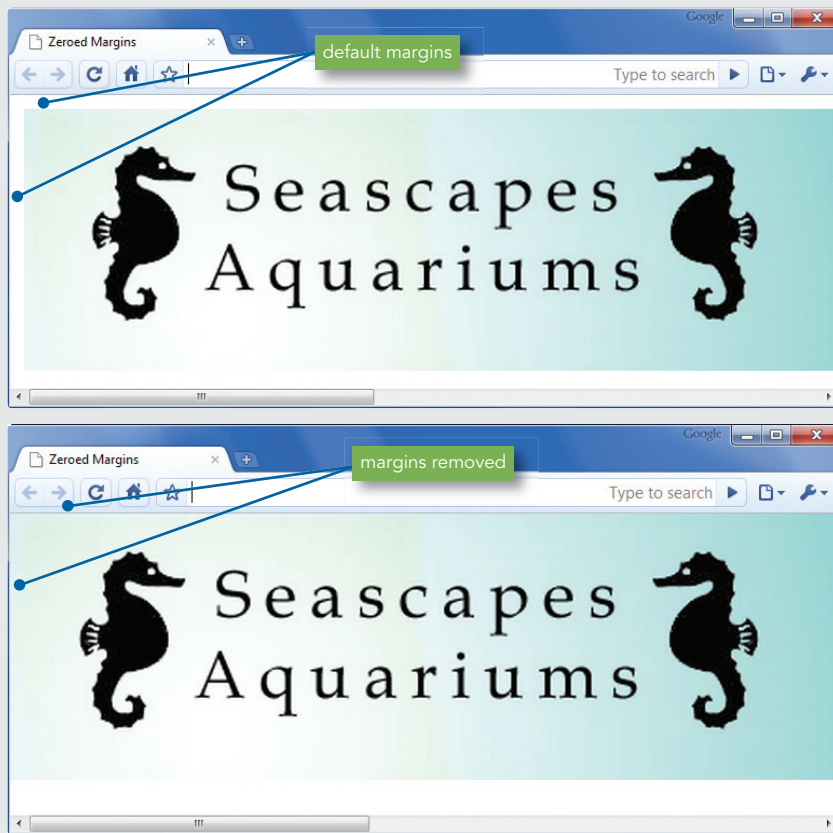 Google
Zeroed Margins
default margins
Type to search
Seascapes
Aquariums
Google
Zeroed Margins
margins removed
Type to search
Seascapes
Aquariums